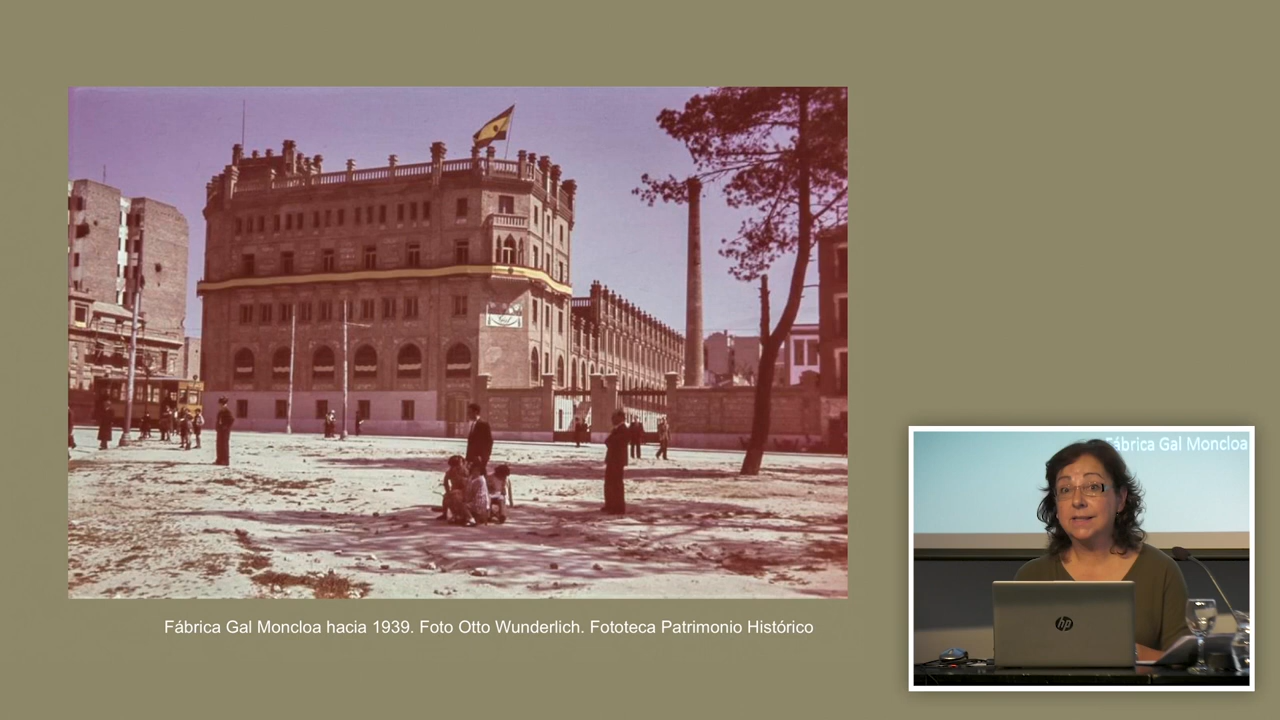 Fábrica Gal Moncloa hacia 1939. Foto Otto Wunderlich. Fototeca Patrimonio Histórico
Fábrica Gal Moncloa
hp